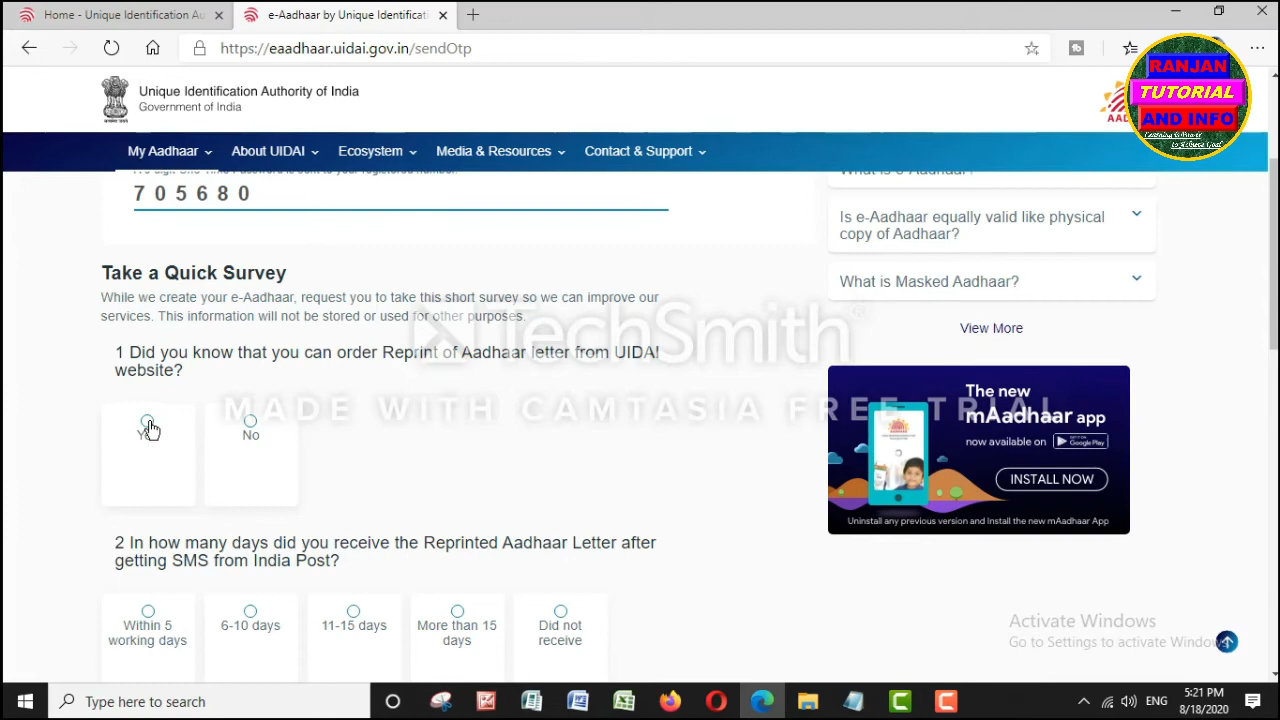 Home - Unique Identification Au
e-Aadhaar by Unique Identificati
https://eaadhaar.uidai.gov.in/sendOtp
Unique Identification Authority of India
Government of India
RANJAN
TUTORIAL
AND INFO
My Aadhaar
About UIDAI
Ecosystem
Media & Resources
Contact & Support
7 0 5 6 8 0
What is e-Aadhaar?
Is e-Aadhaar equally valid like physical
copy of Aadhaar?
What is Masked Aadhaar?
View More
Take a Quick Survey
While we create your e-Aadhaar, request you to take this short survey so we can improve our
services. This information will not be stored or used for other purposes.
TechSmith
MADE WITH CAMTASIA FREE TRIAL
1 Did you know that you can order Reprint of Aadhaar letter from UIDAI
website?
No
The new
mAadhaar app
now available on
GET IT ON
Google Play
INSTALL NOW
Uninstall any previous version and Install the new mAadhaar App
2 In how many days did you receive the Reprinted Aadhaar Letter after
getting SMS from India Post?
Within 5
working days
6-10 days
11-15 days
More than 15
days
Did not
receive
Activate Windows
Go to Settings to activate Windows
Type here to search
ENG
5:21 PM
8/18/2020